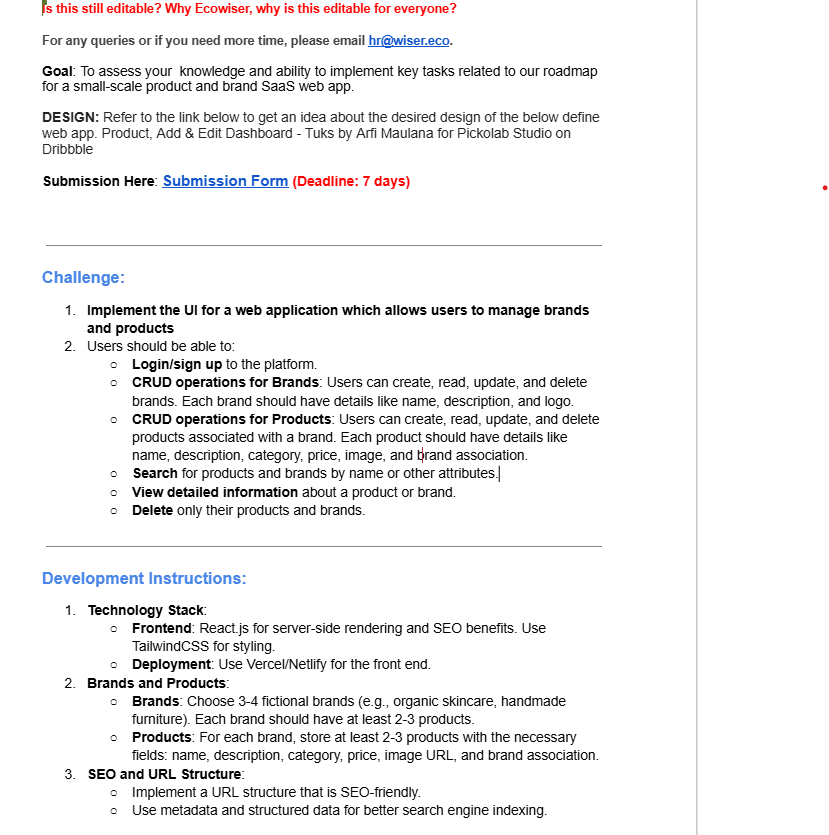 Is this still editable? Why Ecowiser, why is this editable for everyone?
For any queries or if you need more time, please email hr@wiser.eco.
Goal: To assess your  knowledge and ability to implement key tasks related to our roadmap
for a small-scale product and brand SaaS web app.
DESIGN: Refer to the link below to get an idea about the desired design of the below define
web app. Product, Add & Edit Dashboard - Tuks by Arfi Maulana for Pickolab Studio on
Dribbble
Submission Here: Submission Form (Deadline: 7 days)
Challenge:
1. Implement the UI for a web application which allows users to manage brands
and products
2. Users should be able to:
○ Login/sign up to the platform.
○ CRUD operations for Brands: Users can create, read, update, and delete
brands. Each brand should have details like name, description, and logo.
○ CRUD operations for Products: Users can create, read, update, and delete
products associated with a brand. Each product should have details like
name, description, category, price, image, and brand association.
○ Search for products and brands by name or other attributes.
○ View detailed information about a product or brand.
○ Delete only their products and brands.
Development Instructions:
1. Technology Stack:
○ Frontend: React.js for server-side rendering and SEO benefits. Use
TailwindCSS for styling.
○ Deployment: Use Vercel/Netlify for the front end.
2. Brands and Products:
○ Brands: Choose 3-4 fictional brands (e.g., organic skincare, handmade
furniture). Each brand should have at least 2-3 products.
○ Products: For each brand, store at least 2-3 products with the necessary
fields: name, description, category, price, image URL, and brand association.
3. SEO and URL Structure:
○ Implement a URL structure that is SEO-friendly.
○ Use metadata and structured data for better search engine indexing.